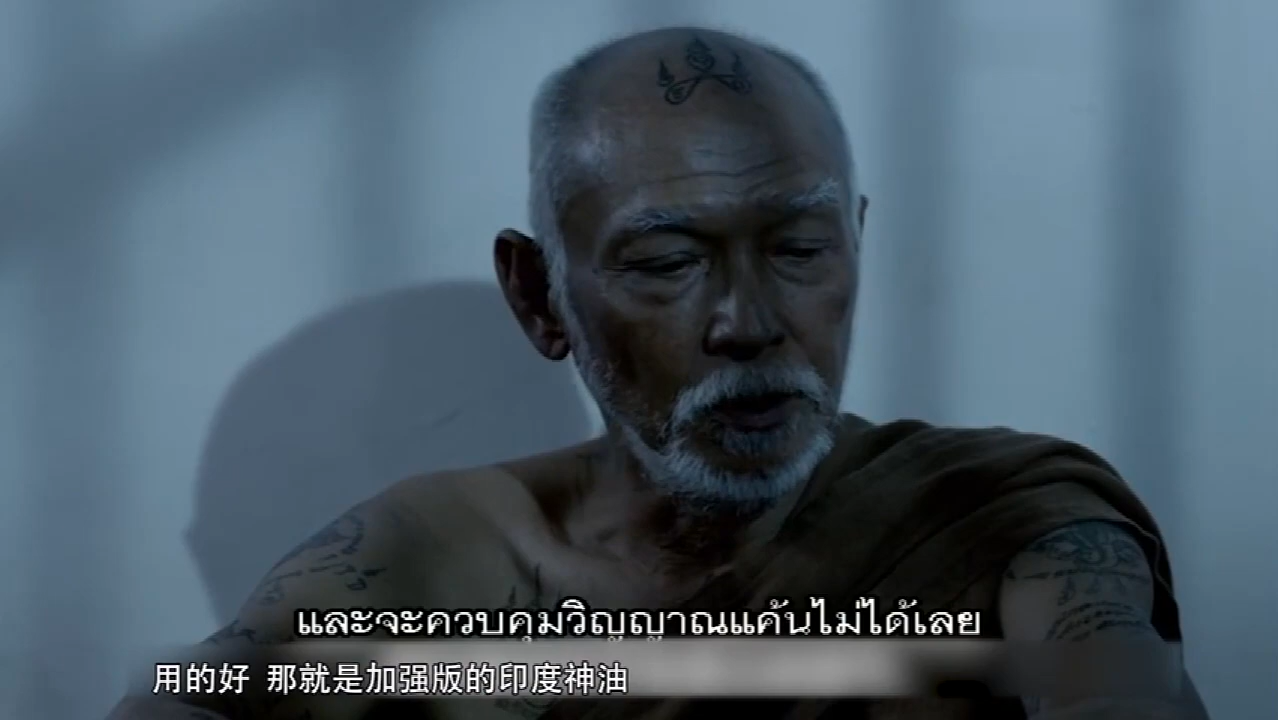 และจะควบคุมวิญญาณแค้นไม่ได้เลย
用的好 那就是加强版的印度神油